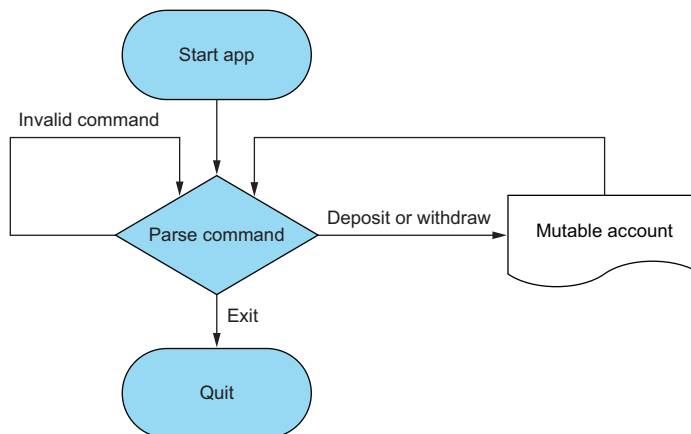 Start app
Invalid command
Parse command
Deposit or withdraw
Mutable account
Exit
Quit